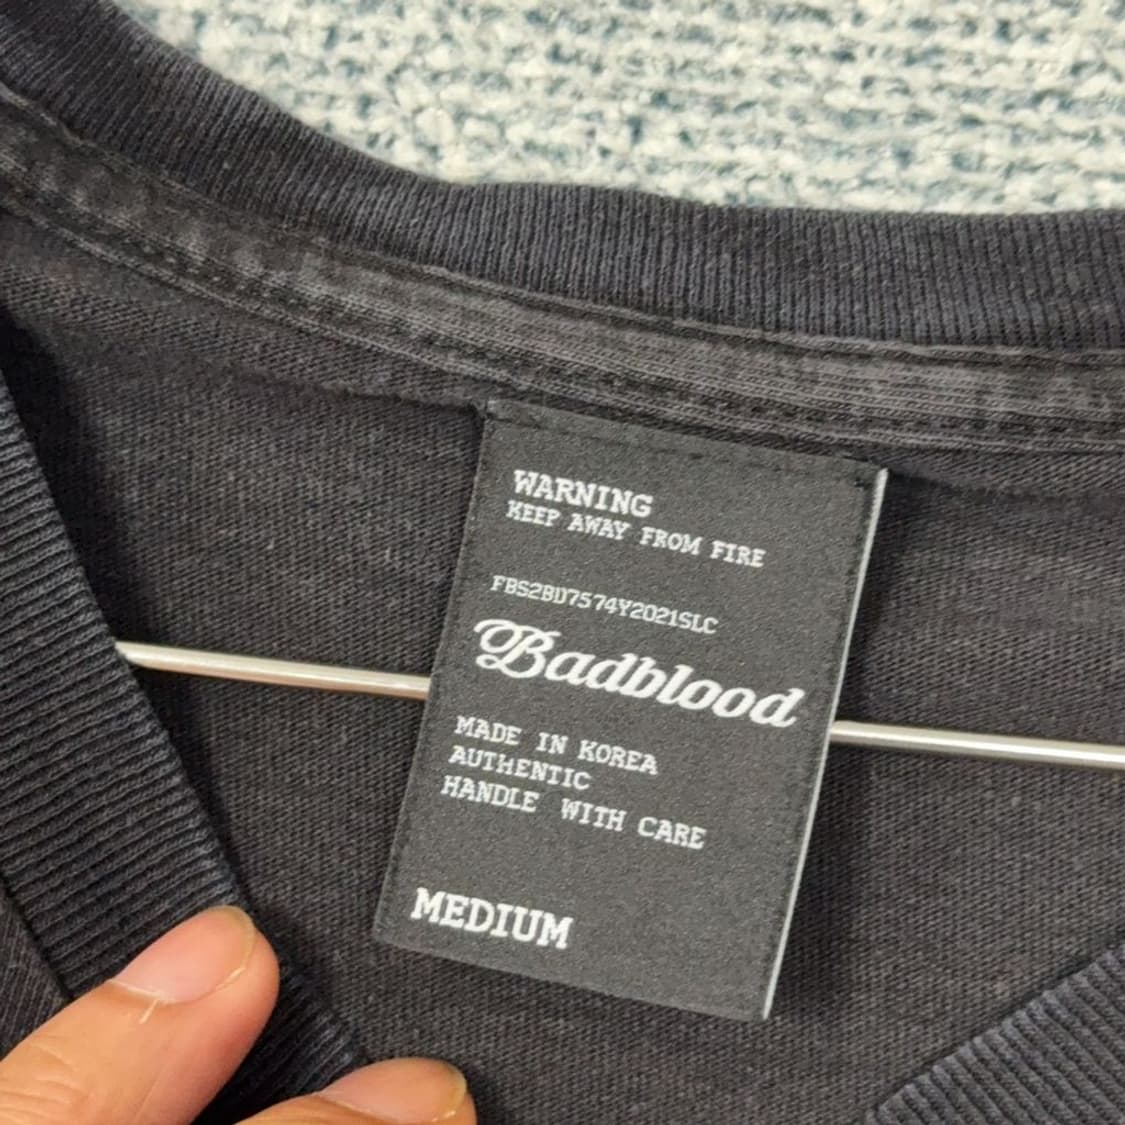 WARNING
KEEP AWAY FROM FIRE
FBS2BD7574Y2021SLC
Badblood
MADE IN KOREA
AUTHENTIC
HANDLE WITH CARE
MEDIUM